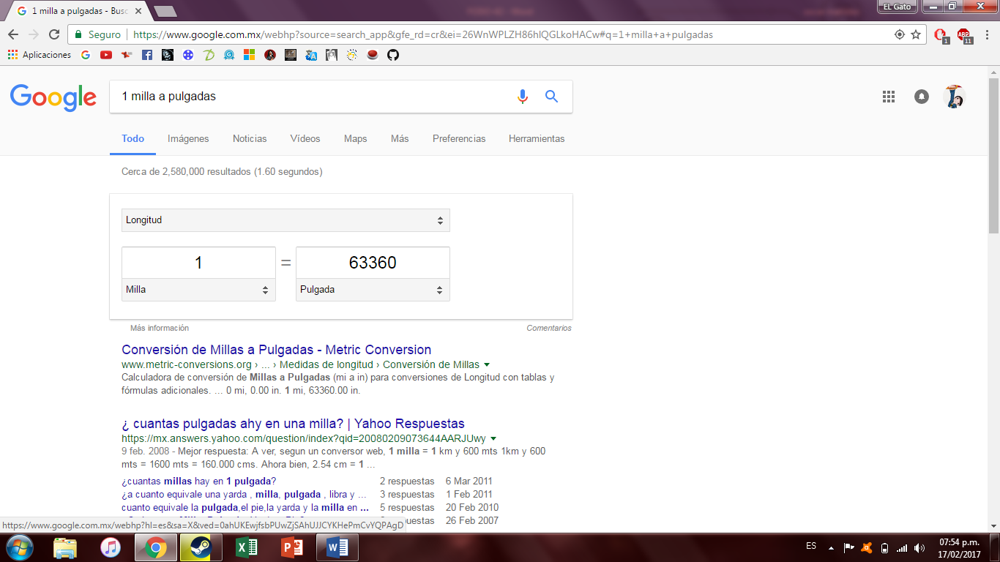 1 milla a pulgadas - Busc
EL Gato
Seguro
https://www.google.com.mx/webhp?source=search_app&gfe_rd=cr&ei=26WnWPLZH86hIQGLkoHACw#q=1+milla+a+pulgadas
1
ABP
11
Aplicaciones
Google
1 milla a pulgadas
Todo Imágenes Noticias Vídeos Maps Más Preferencias Herramientas
Cerca de 2,580,000 resultados (1.60 segundos)
Longitud
1 = 63360
Milla Pulgada
Más información Comentarios
Conversión de Millas a Pulgadas - Metric Conversion
www.metric-conversions.org › ... › Medidas de longitud › Conversión de Millas
Calculadora de conversión de Millas a Pulgadas (mi a in) para conversiones de Longitud con tablas y
fórmulas adicionales. ... 0 mi, 0.00 in. 1 mi, 63360.00 in.
¿ cuantas pulgadas ahy en una milla? | Yahoo Respuestas
https://mx.answers.yahoo.com/question/index?qid=20080209073644AARJUwy
9 feb. 2008 - Mejor respuesta: A ver, segun un conversor web, 1 milla = 1 km y 600 mts 1km y 600
mts = 1600 mts = 160.000 cms. Ahora bien, 2.54 cm = 1 ...
¿cuantas millas hay en 1 pulgada? 2 respuestas 6 Mar 2011
¿a cuanto equivale una yarda , milla, pulgada , libra y ... 3 respuestas 1 Feb 2011
cuanto equivale la pulgada,el pie,la yarda y la milla en ... 5 respuestas 20 Feb 2010
respuestas 26 Feb 2007
https://www.google.com.mx/webhp?hl=es&sa=X&ved=0ahUKEwjfsbPUwZjSAhUJJCYKHePmCvYQPAgD
ES
07:54 p.m.
17/02/2017